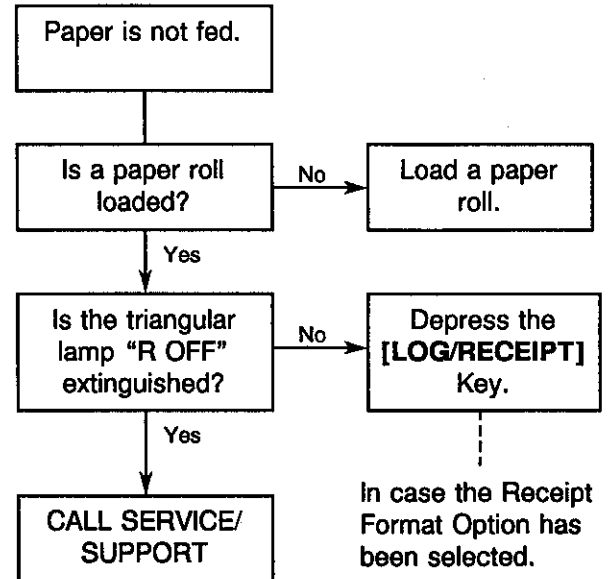 Paper is not fed.
Is a paper roll
loaded?
No
Load a paper
roll.
Yes
Is the triangular
lamp “R OFF”
extinguished?
No
Depress the
[LOG/RECEIPT]
Key.
Yes
In case the Receipt
Format Option has
been selected.
CALL SERVICE/
SUPPORT